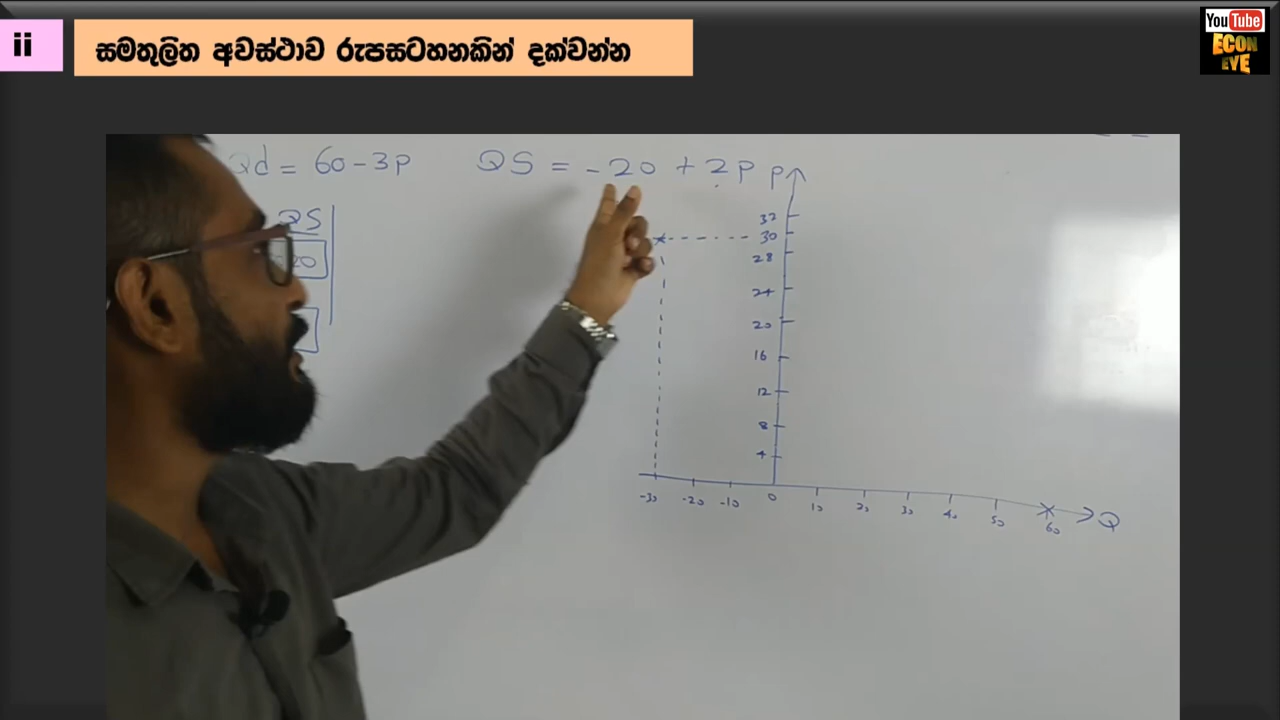 ii
සමතුලිත අවස්ථාව රුපසටහනකින් දක්වන්න
YouTube
ECON
EYE
Qd = 60 - 3P
QS = -20 + 2P
P
QS
32
30
28
24
20
16
12
8
4
-30 -20 -10 0 10 20 30 40 50 60
Q